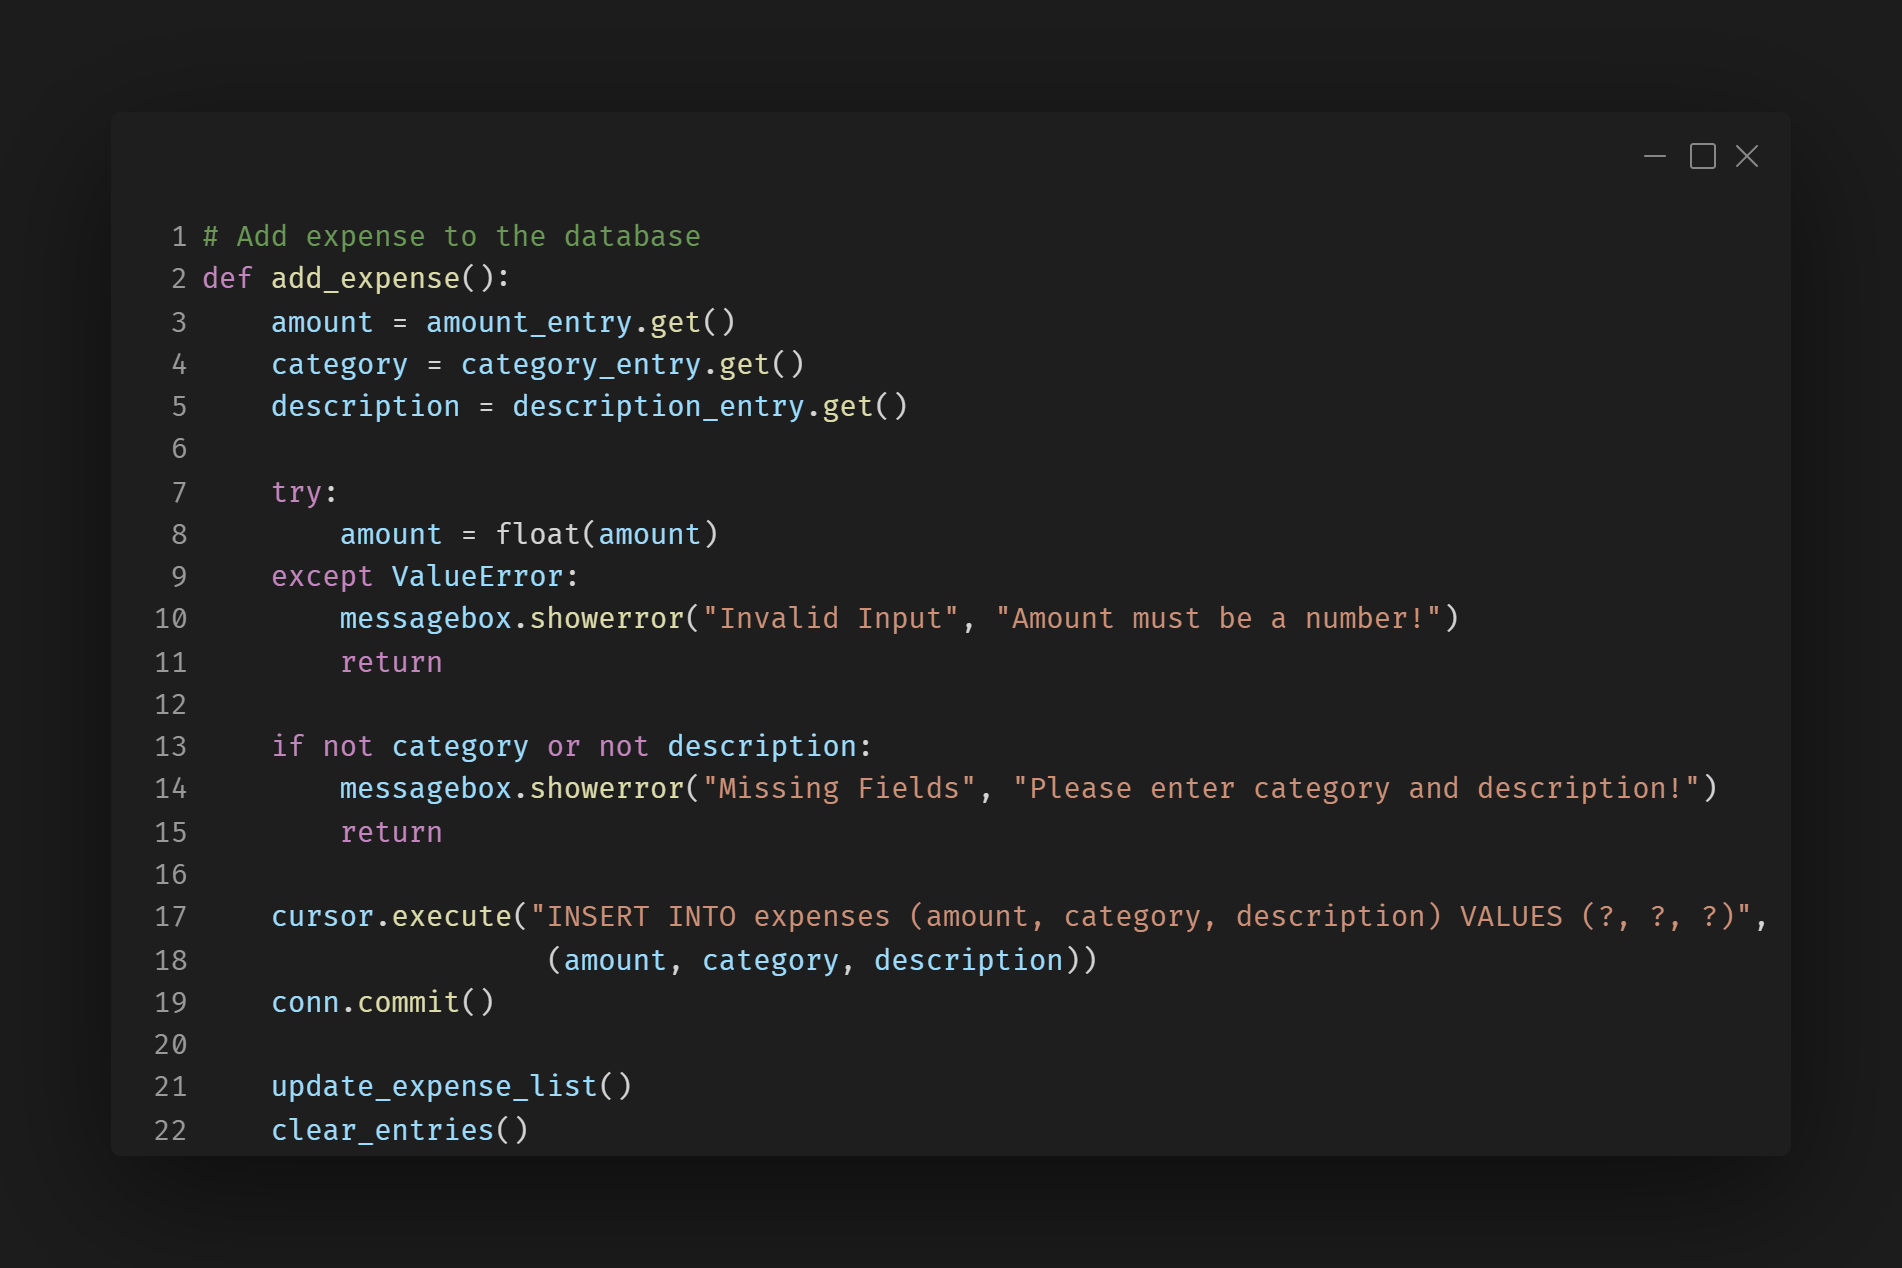 1 # Add expense to the database
2 def add_expense():
3     amount = amount_entry.get()
4     category = category_entry.get()
5     description = description_entry.get()
6
7     try:
8         amount = float(amount)
9     except ValueError:
10         messagebox.showerror("Invalid Input", "Amount must be a number!")
11         return
12
13     if not category or not description:
14         messagebox.showerror("Missing Fields", "Please enter category and description!")
15         return
16
17     cursor.execute("INSERT INTO expenses (amount, category, description) VALUES (?, ?, ?)",
18                     (amount, category, description))
19     conn.commit()
20
21     update_expense_list()
22     clear_entries()